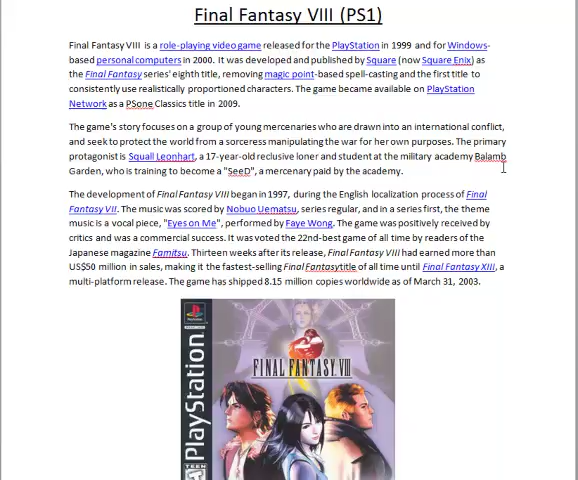 Final Fantasy VIII (PS1)
Final Fantasy VIII is a role-playing video game released for the PlayStation in 1999 and for Windows-
based personal computers in 2000. It was developed and published by Square (now Square Enix) as
the Final Fantasy series' eighth title, removing magic point-based spell-casting and the first title to
consistently use realistically proportioned characters. The game became available on PlayStation
Network as a PSone Classics title in 2009.
The game's story focuses on a group of young mercenaries who are drawn into an international conflict,
and seek to protect the world from a sorceress manipulating the war for her own purposes. The primary
protagonist is Squall Leonhart, a 17-year-old reclusive loner and student at the military academy Balamb
Garden, who is training to become a "SeeD", a mercenary paid by the academy.
The development of Final Fantasy VIII began in 1997, during the English localization process of Final
Fantasy VII. The music was scored by Nobuo Uematsu, series regular, and in a series first, the theme
music is a vocal piece, "Eyes on Me", performed by Faye Wong. The game was positively received by
critics and was a commercial success. It was voted the 22nd-best game of all time by readers of the
Japanese magazine Famitsu. Thirteen weeks after its release, Final Fantasy VIII had earned more than
US$50 million in sales, making it the fastest-selling Final Fantasy title of all time until Final Fantasy XIII, a
multi-platform release. The game has shipped 8.15 million copies worldwide as of March 31, 2003.
PlayStation
FINAL FANTASY VIII
TEEN